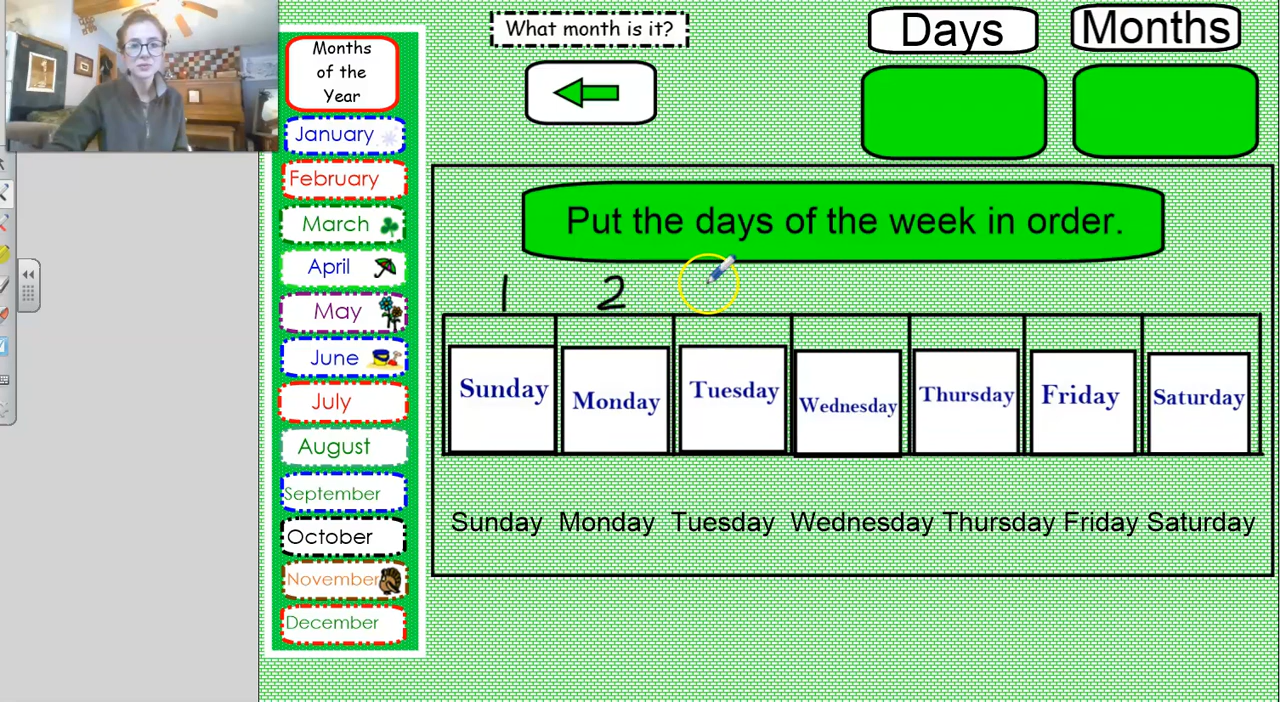 What month is it?
Days
Months
Months
of the
Year
January
February
March
April
May
June
July
August
September
October
November
December
Put the days of the week in order.
1 2
Sunday Monday Tuesday Wednesday Thursday Friday Saturday
Sunday Monday Tuesday Wednesday Thursday Friday Saturday